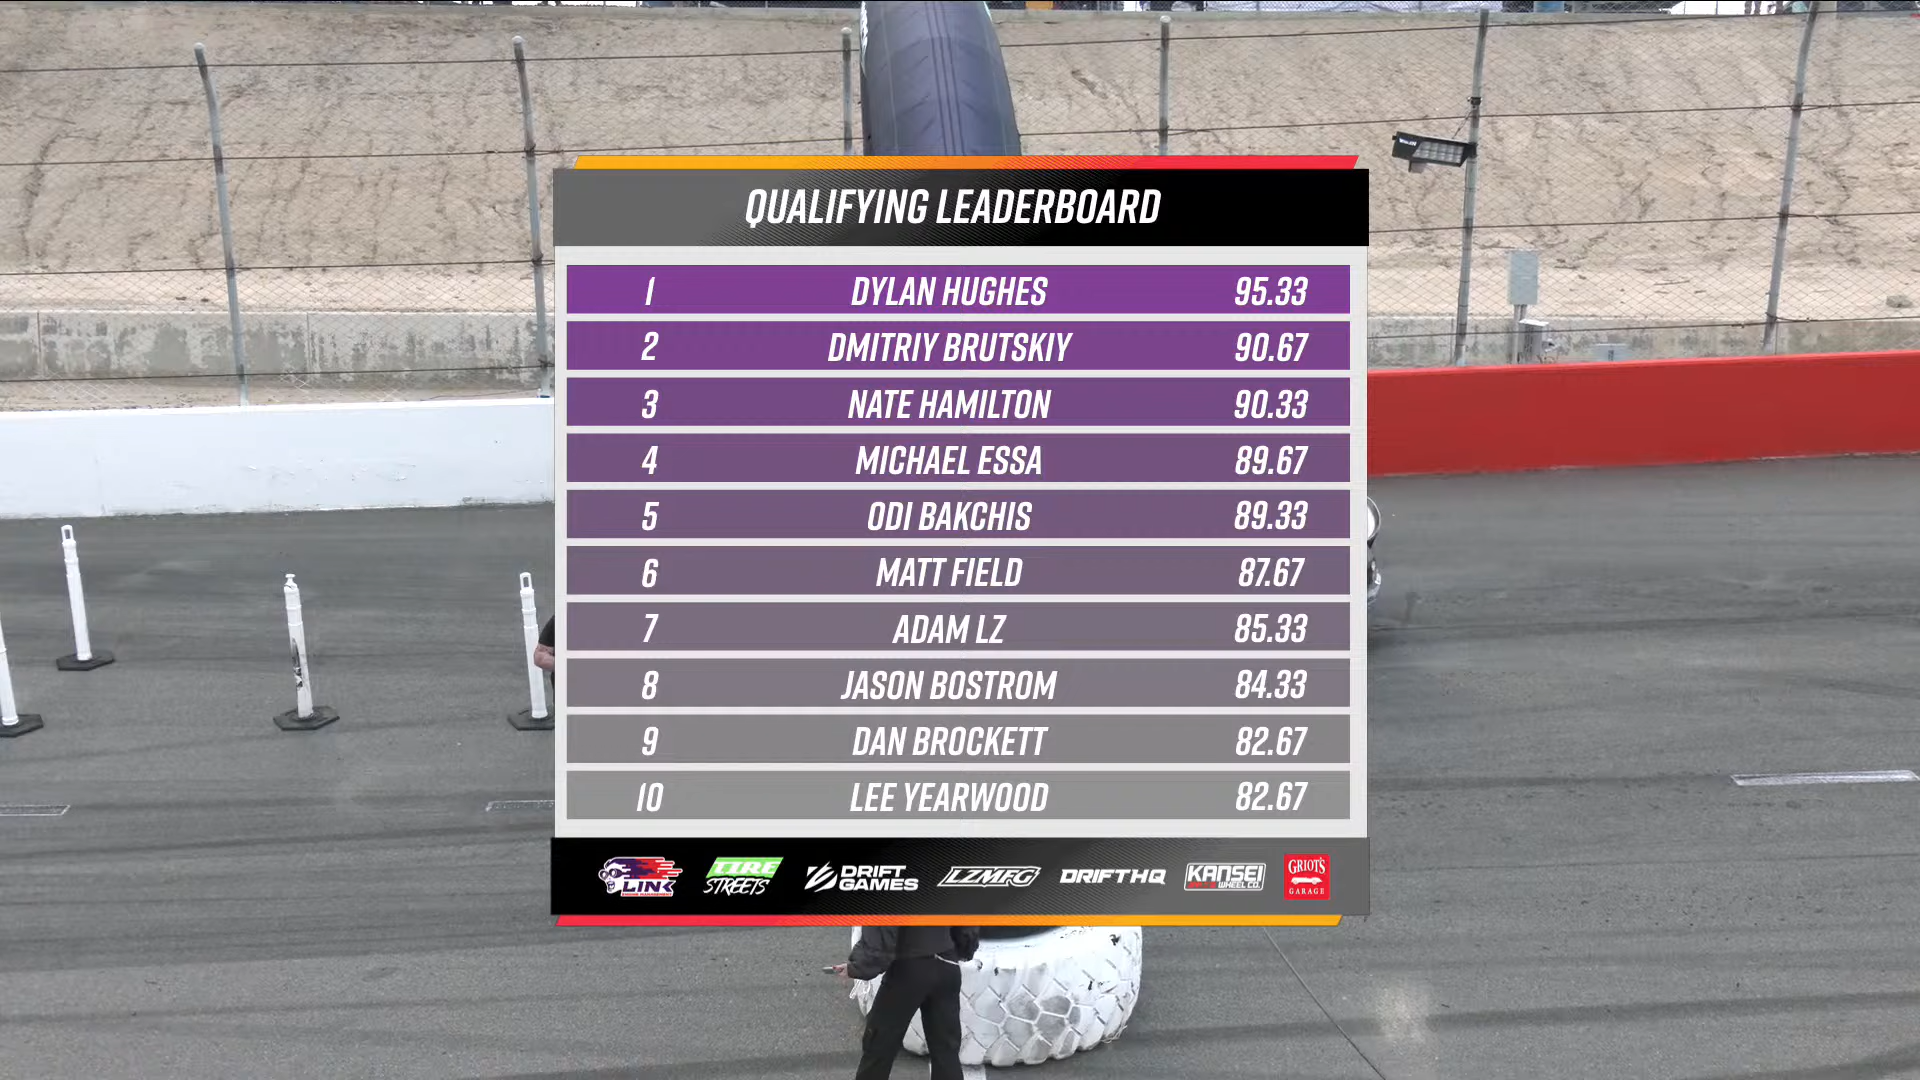 QUALIFYING LEADERBOARD
1 DYLAN HUGHES 95.33
2 DMITRIY BRUTSKIY 90.67
3 NATE HAMILTON 90.33
4 MICHAEL ESSA 89.67
5 ODI BAKCHIS 89.33
6 MATT FIELD 87.67
7 ADAM LZ 85.33
8 JASON BOSTROM 84.33
9 DAN BROCKETT 82.67
10 LEE YEARWOOD 82.67
LINK
TIRE
STREETS
DRIFT
GAMES
LZMFG
DRIFTHQ
KANSEI
WHEEL CO.
GRIOT'S
GARAGE